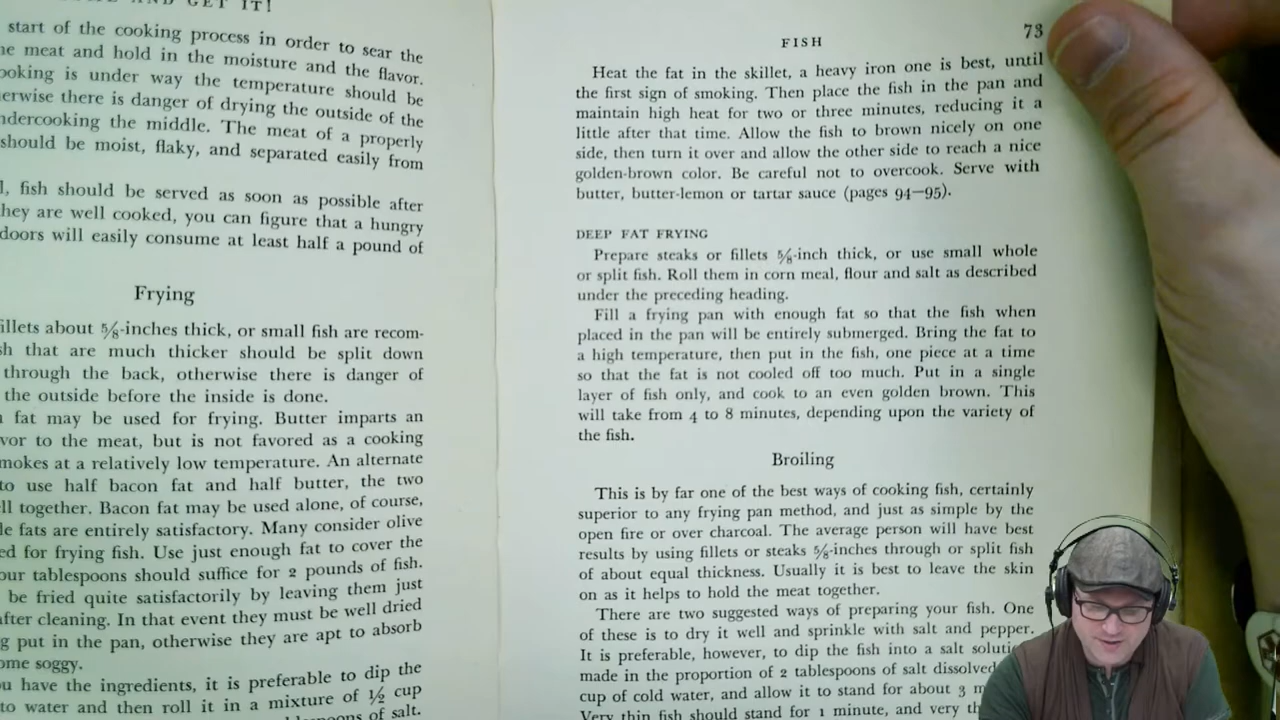 AND GET IT!
start of the cooking process in order to sear the
meat and hold in the moisture and the flavor.
is under way the temperature should be
there is danger of drying the outside of the
the middle. The meat of a properly
should be moist, flaky, and separated easily from
fish should be served as soon as possible after
they are well cooked, you can figure that a hungry
will easily consume at least half a pound of
Frying
about 5/8-inches thick, or small fish are recom-
that are much thicker should be split down
through the back, otherwise there is danger of
the outside before the inside is done.
fat may be used for frying. Butter imparts an
to the meat, but is not favored as a cooking
at a relatively low temperature. An alternate
to use half bacon fat and half butter, the two
together. Bacon fat may be used alone, of course,
fats are entirely satisfactory. Many consider olive
for frying fish. Use just enough fat to cover the
tablespoons should suffice for 2 pounds of fish.
be fried quite satisfactorily by leaving them just
after cleaning. In that event they must be well dried
put in the pan, otherwise they are apt to absorb
soggy.
have the ingredients, it is preferable to dip the
to water and then roll it in a mixture of 1/2 cup
of salt.
FISH 73
Heat the fat in the skillet, a heavy iron one is best, until
the first sign of smoking. Then place the fish in the pan and
maintain high heat for two or three minutes, reducing it a
little after that time. Allow the fish to brown nicely on one
side, then turn it over and allow the other side to reach a nice
golden-brown color. Be careful not to overcook. Serve with
butter, butter-lemon or tartar sauce (pages 94–95).
DEEP FAT FRYING
Prepare steaks or fillets 5/8-inch thick, or use small whole
or split fish. Roll them in corn meal, flour and salt as described
under the preceding heading.
Fill a frying pan with enough fat so that the fish when
placed in the pan will be entirely submerged. Bring the fat to
a high temperature, then put in the fish, one piece at a time
so that the fat is not cooled off too much. Put in a single
layer of fish only, and cook to an even golden brown. This
will take from 4 to 8 minutes, depending upon the variety of
the fish.
Broiling
This is by far one of the best ways of cooking fish, certainly
superior to any frying pan method, and just as simple by the
open fire or over charcoal. The average person will have best
results by using fillets or steaks 5/8-inches through or split fish
of about equal thickness. Usually it is best to leave the skin
on as it helps to hold the meat together.
There are two suggested ways of preparing your fish. One
of these is to dry it well and sprinkle with salt and pepper.
It is preferable, however, to dip the fish into a salt
made in the proportion of 2 tablespoons of salt dissolved
cup of cold water, and allow it to stand for about 3
Very thin fish should stand for 1 minute, and very